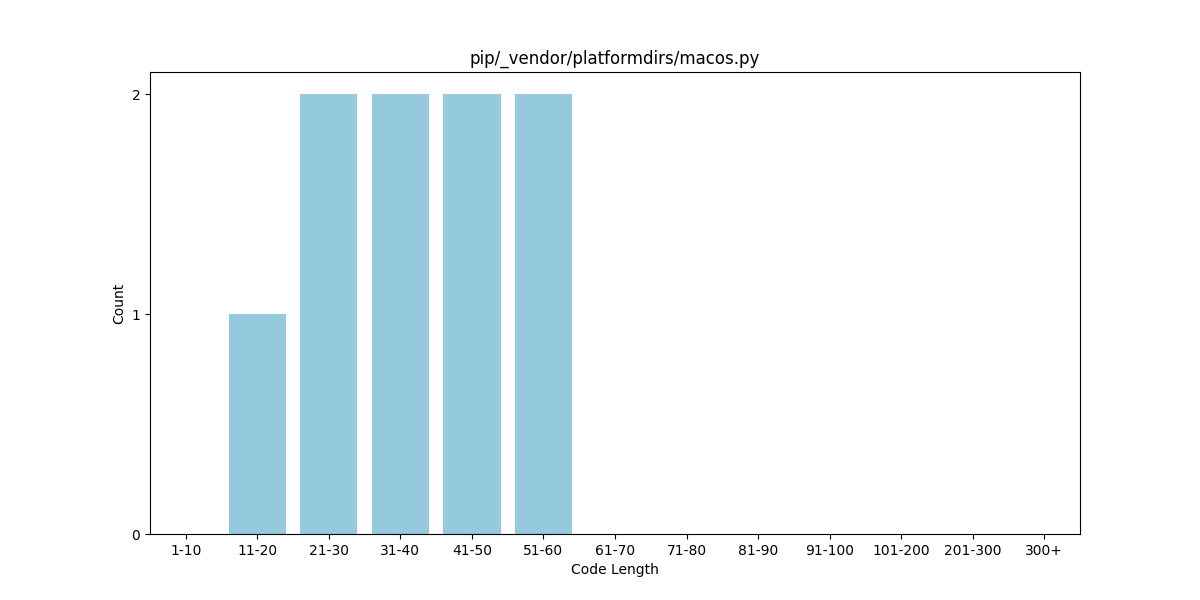 pip/_vendor/platformdirs/macos.py
2
1
0
Count
1-10 11-20 21-30 31-40 41-50 51-60 61-70 71-80 81-90 91-100 101-200 201-300 300+
Code Length